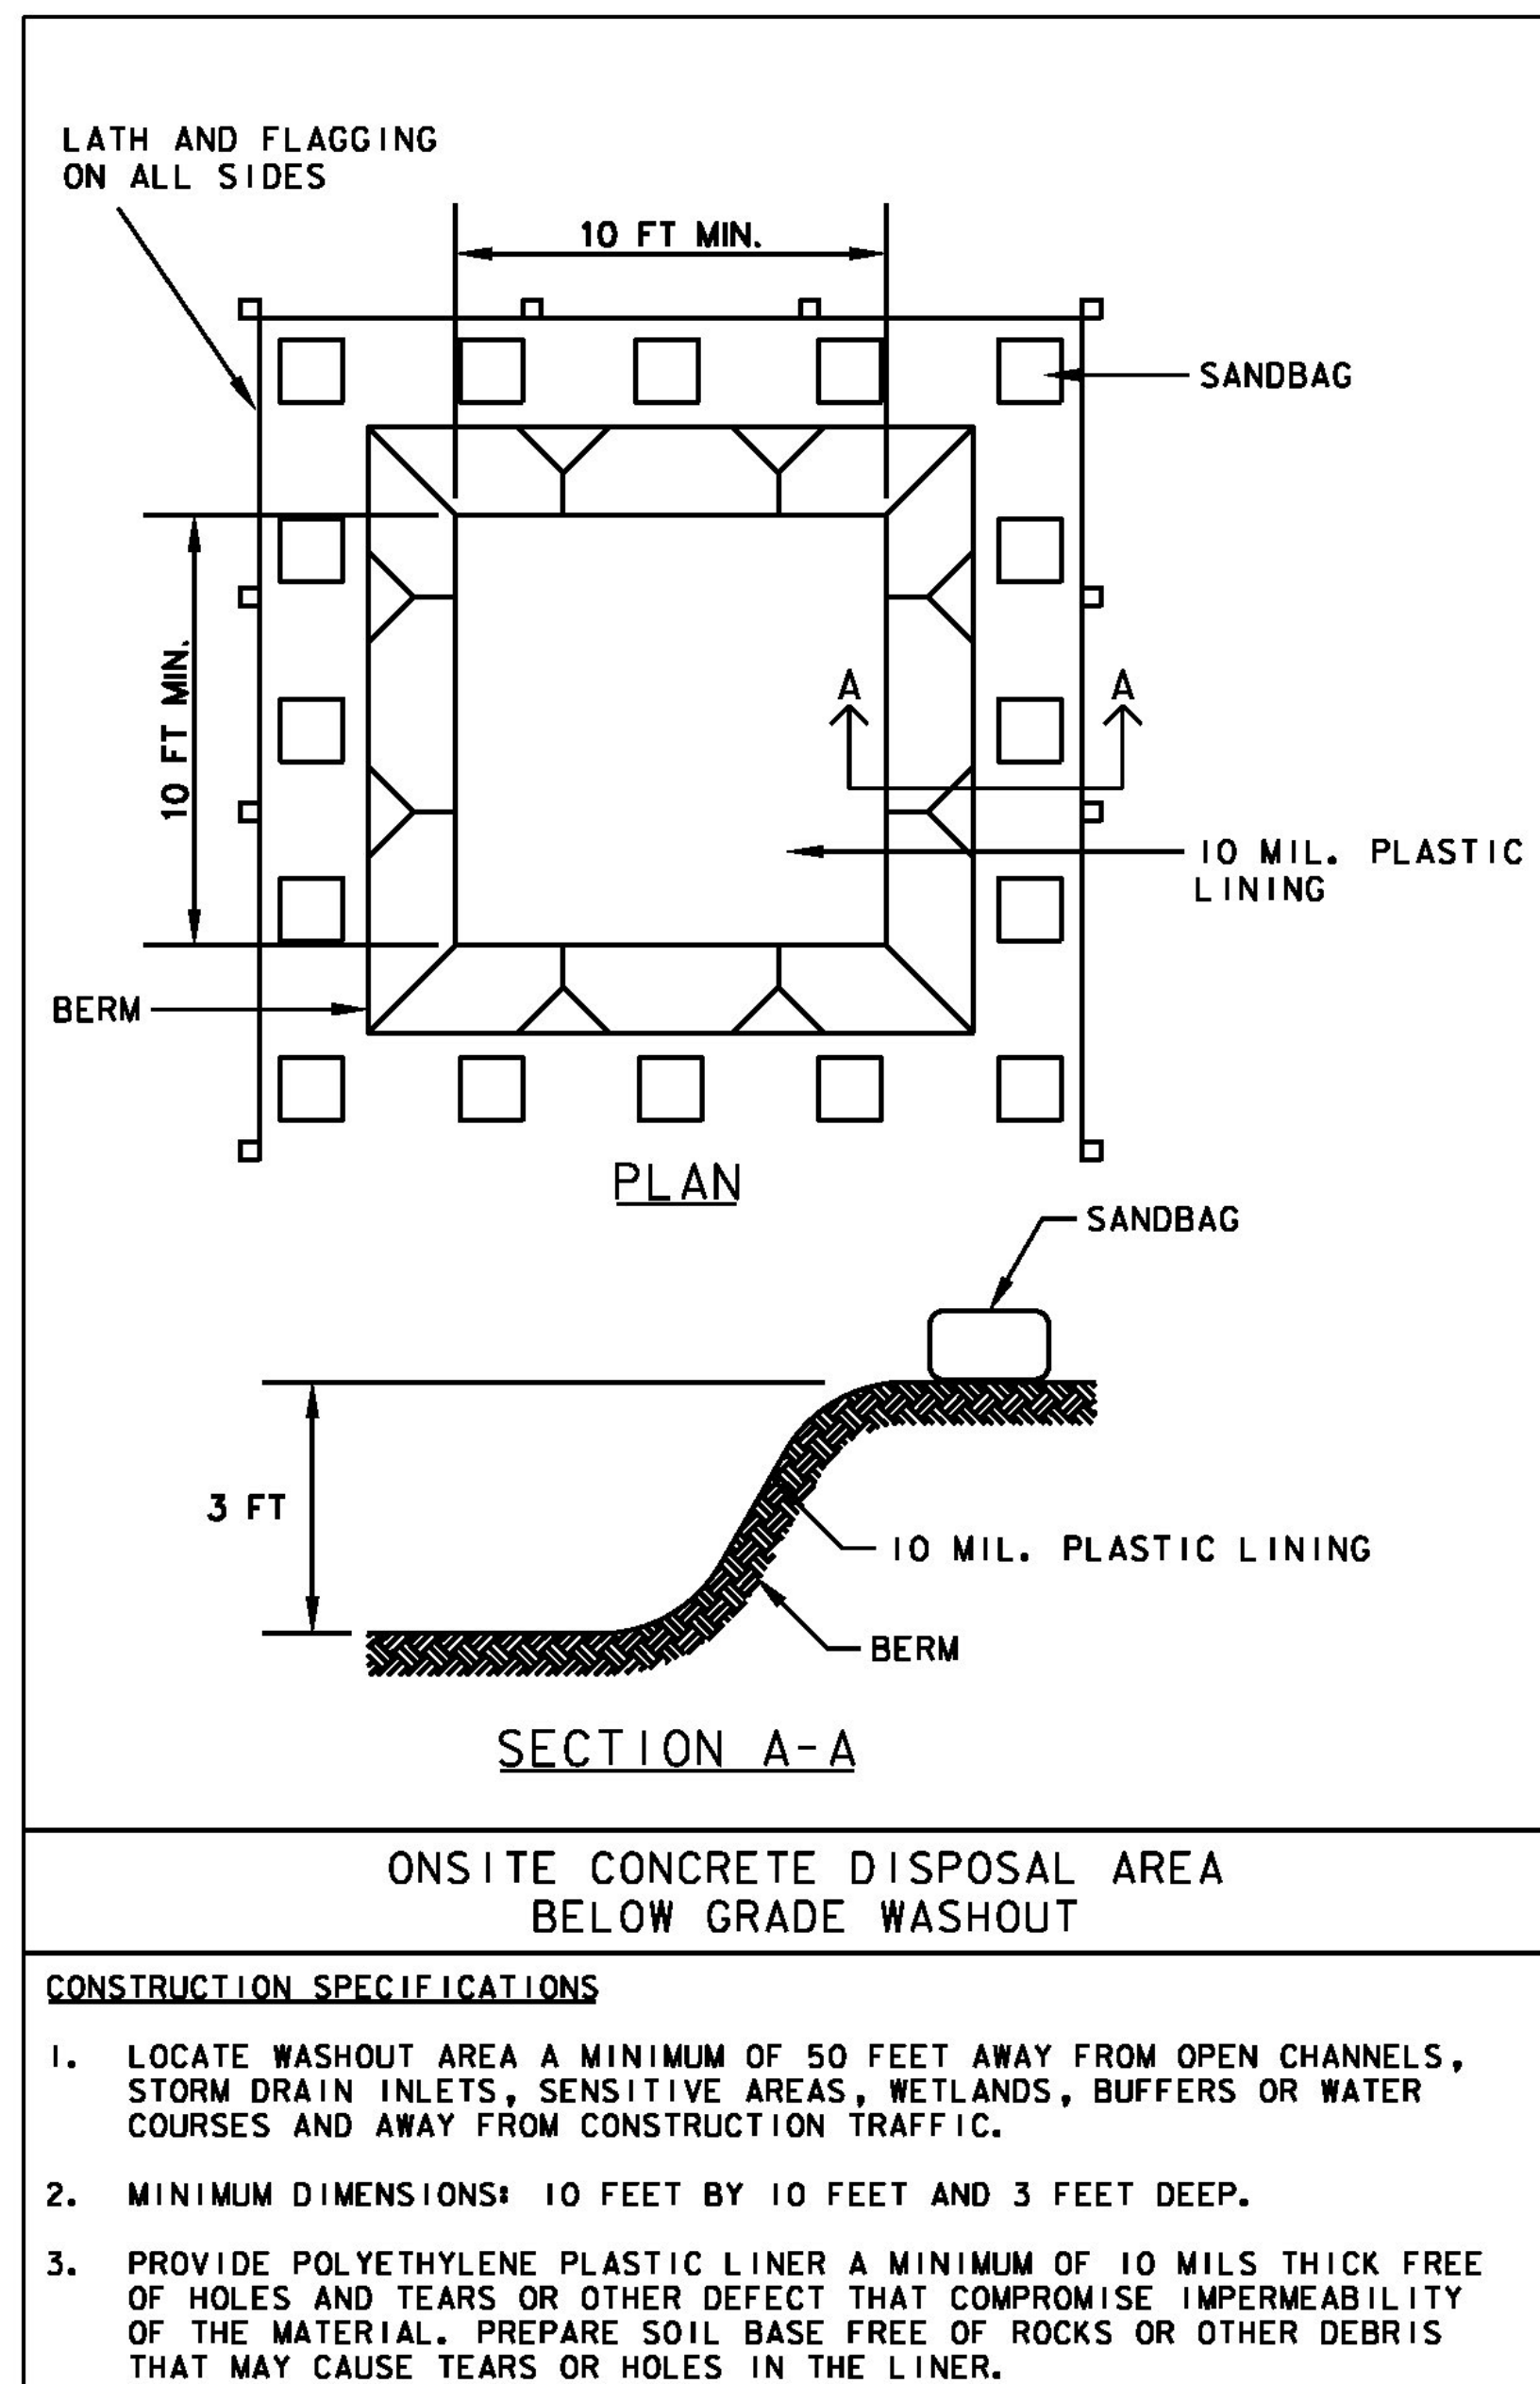 LATH AND FLAGGING
ON ALL SIDES
10 FT MIN.
SANDBAG
10 FT MIN.
A
A
10 MIL. PLASTIC
LINING
BERM
PLAN
SANDBAG
3 FT
10 MIL. PLASTIC LINING
BERM
SECTION A-A
ONSITE CONCRETE DISPOSAL AREA
BELOW GRADE WASHOUT
CONSTRUCTION SPECIFICATIONS
1. LOCATE WASHOUT AREA A MINIMUM OF 50 FEET AWAY FROM OPEN CHANNELS,
STORM DRAIN INLETS, SENSITIVE AREAS, WETLANDS, BUFFERS OR WATER
COURSES AND AWAY FROM CONSTRUCTION TRAFFIC.
2. MINIMUM DIMENSIONS: 10 FEET BY 10 FEET AND 3 FEET DEEP.
3. PROVIDE POLYETHYLENE PLASTIC LINER A MINIMUM OF 10 MILS THICK FREE
OF HOLES AND TEARS OR OTHER DEFECT THAT COMPROMISE IMPERMEABILITY
OF THE MATERIAL. PREPARE SOIL BASE FREE OF ROCKS OR OTHER DEBRIS
THAT MAY CAUSE TEARS OR HOLES IN THE LINER.